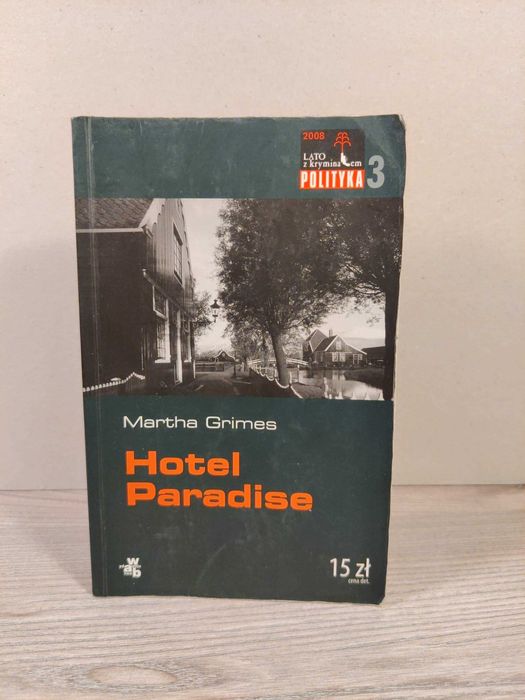 2008
LATO
z kryminałem
POLITYKA 3
Martha Grimes
Hotel
Paradise
w
a
b
15 zł
cena det.